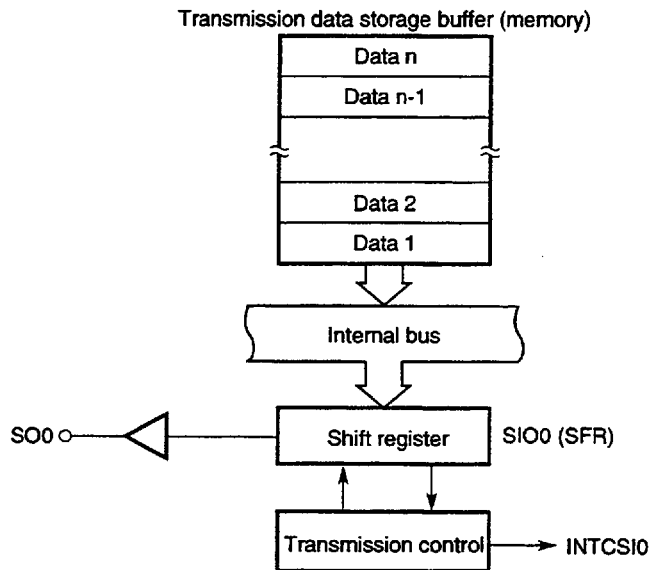 Transmission data storage buffer (memory)
Data n
Data n-1
Data 2
Data 1
Internal bus
SO0
Shift register
SIO0 (SFR)
Transmission control
INTCSI0